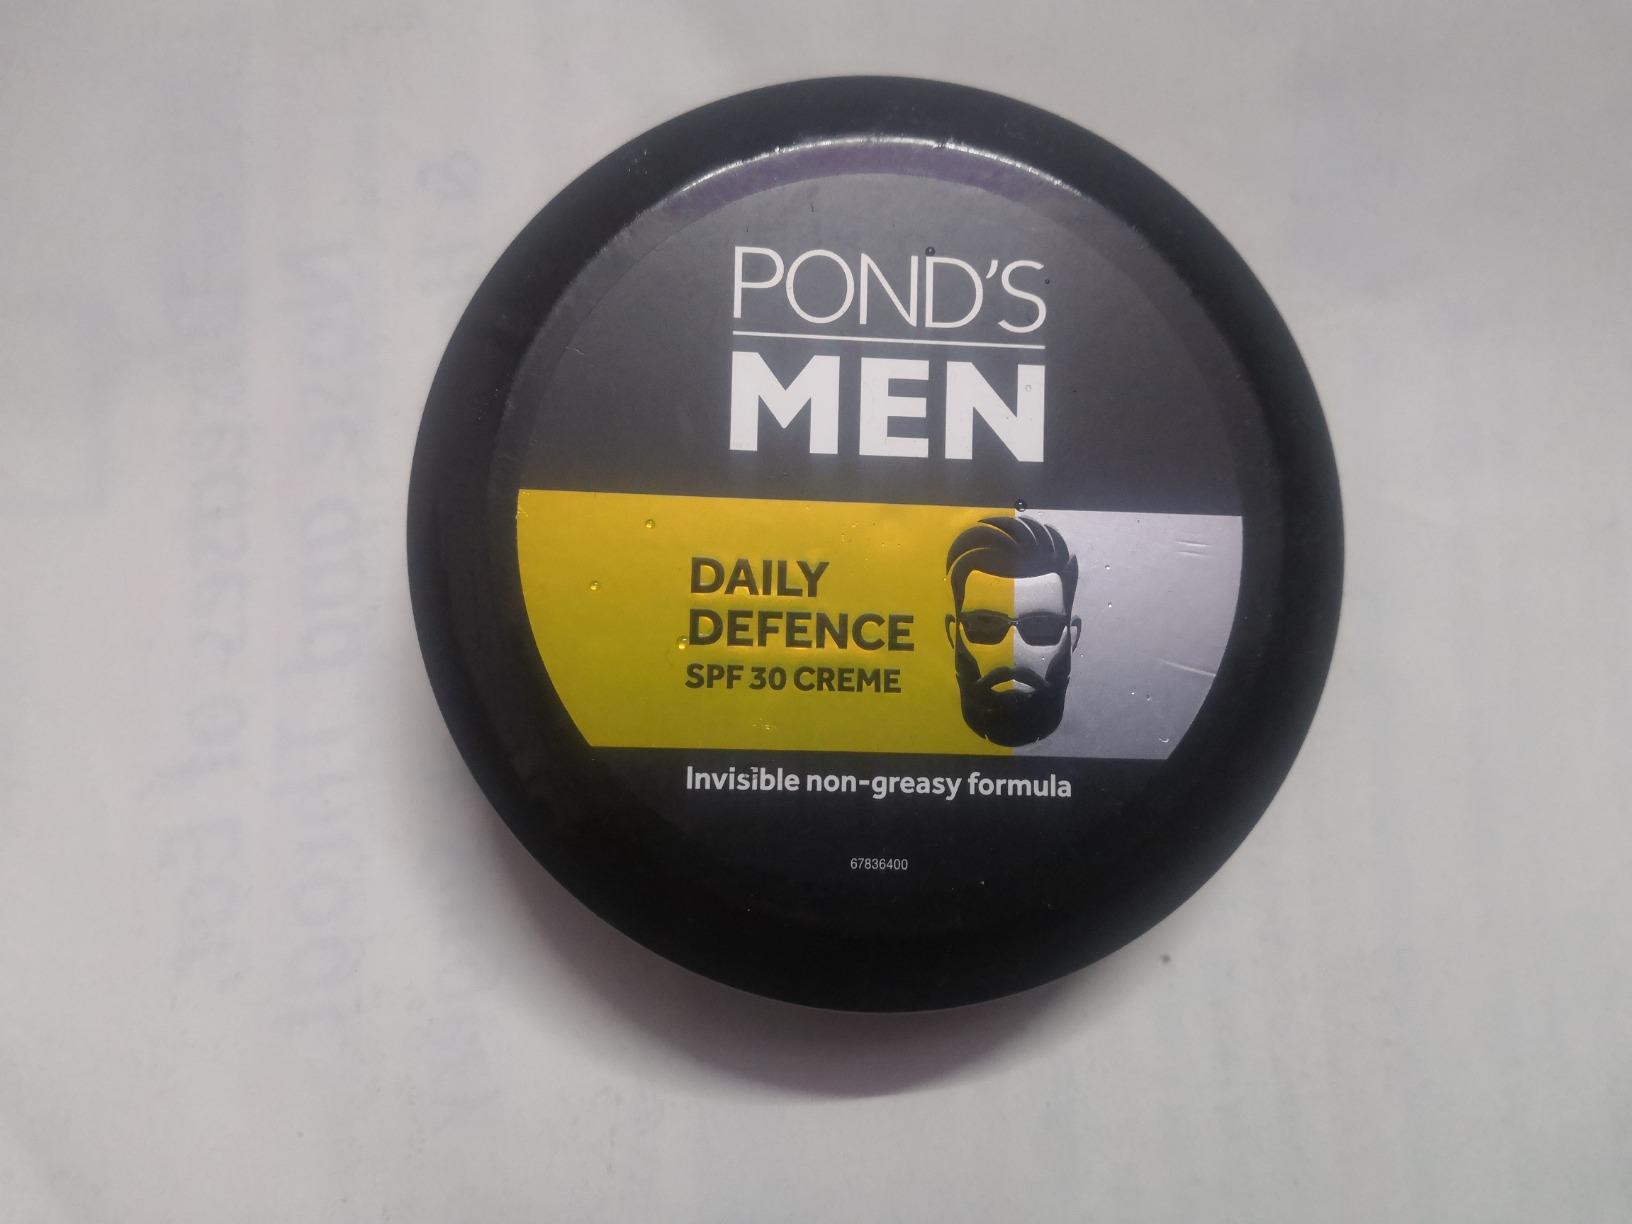 POND'S
MEN
DAILY
DEFENCE
SPF 30 CREME
Invisible non-greasy formula
67836400